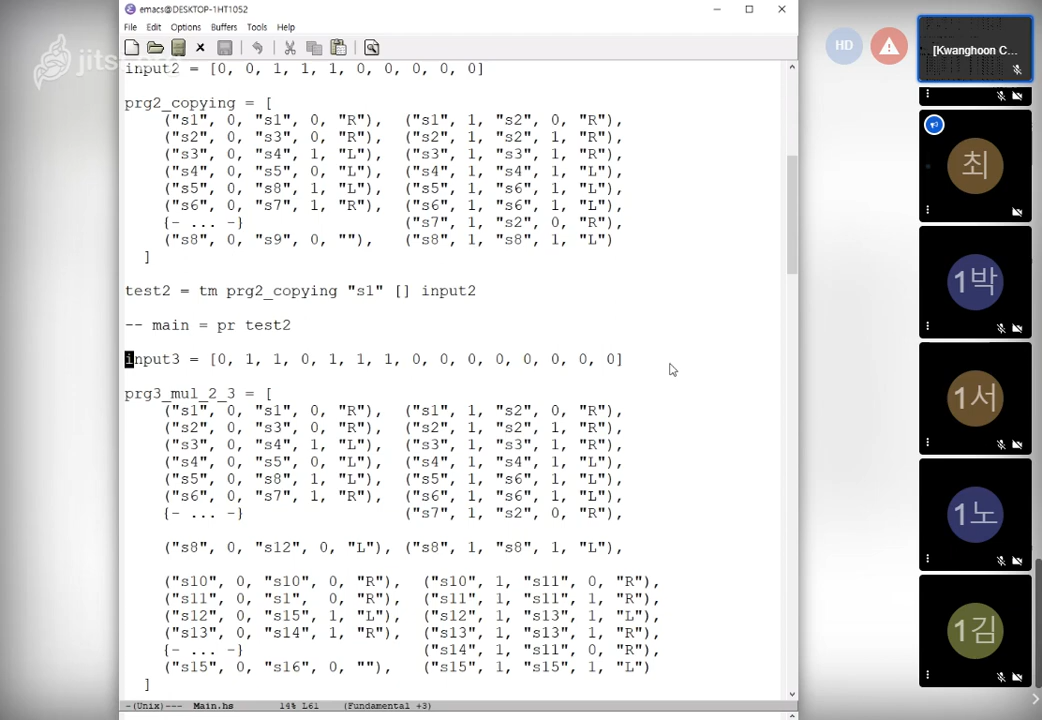 emacs@DESKTOP-1HT1052
File Edit Options Buffers Tools Help
input2 = [0, 0, 1, 1, 1, 0, 0, 0, 0, 0]
prg2_copying = [
("s1", 0, "s1", 0, "R"), ("s1", 1, "s2", 0, "R"),
("s2", 0, "s3", 0, "R"), ("s2", 1, "s2", 1, "R"),
("s3", 0, "s4", 1, "L"), ("s3", 1, "s3", 1, "R"),
("s4", 0, "s5", 0, "L"), ("s4", 1, "s4", 1, "L"),
("s5", 0, "s8", 1, "L"), ("s5", 1, "s6", 1, "L"),
("s6", 0, "s7", 1, "R"), ("s6", 1, "s6", 1, "L"),
{- ... -} ("s7", 1, "s2", 0, "R"),
("s8", 0, "s9", 0, ""), ("s8", 1, "s8", 1, "L")
]
test2 = tm prg2_copying "s1" [] input2
-- main = pr test2
input3 = [0, 1, 1, 0, 1, 1, 1, 0, 0, 0, 0, 0, 0, 0, 0]
prg3_mul_2_3 = [
("s1", 0, "s1", 0, "R"), ("s1", 1, "s2", 0, "R"),
("s2", 0, "s3", 0, "R"), ("s2", 1, "s2", 1, "R"),
("s3", 0, "s4", 1, "L"), ("s3", 1, "s3", 1, "R"),
("s4", 0, "s5", 0, "L"), ("s4", 1, "s4", 1, "L"),
("s5", 0, "s8", 1, "L"), ("s5", 1, "s6", 1, "L"),
("s6", 0, "s7", 1, "R"), ("s6", 1, "s6", 1, "L"),
{- ... -} ("s7", 1, "s2", 0, "R"),
("s8", 0, "s12", 0, "L"), ("s8", 1, "s8", 1, "L"),
("s10", 0, "s10", 0, "R"), ("s10", 1, "s11", 0, "R"),
("s11", 0, "s1", 0, "R"), ("s11", 1, "s11", 1, "R"),
("s12", 0, "s15", 1, "L"), ("s12", 1, "s13", 1, "L"),
("s13", 0, "s14", 1, "R"), ("s13", 1, "s13", 1, "R"),
{- ... -} ("s14", 1, "s11", 0, "R"),
("s15", 0, "s16", 0, ""), ("s15", 1, "s15", 1, "L")
]
-(Unix)--- Main.hs 14% L61 (Fundamental +3)
HD
[Kwanghoon C...
최
1박
1서
1노
1김